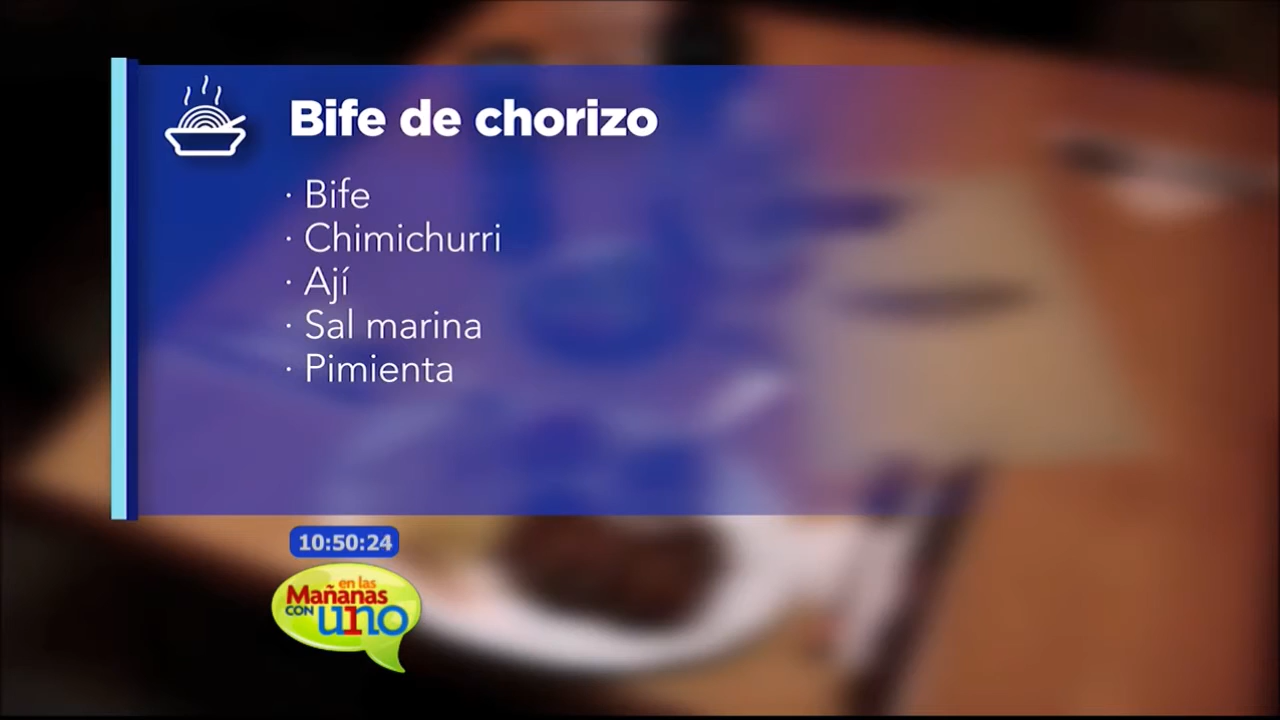 Bife de chorizo
· Bife
· Chimichurri
· Ají
· Sal marina
· Pimienta
10:50:24
en las
Mañanas
CON uno